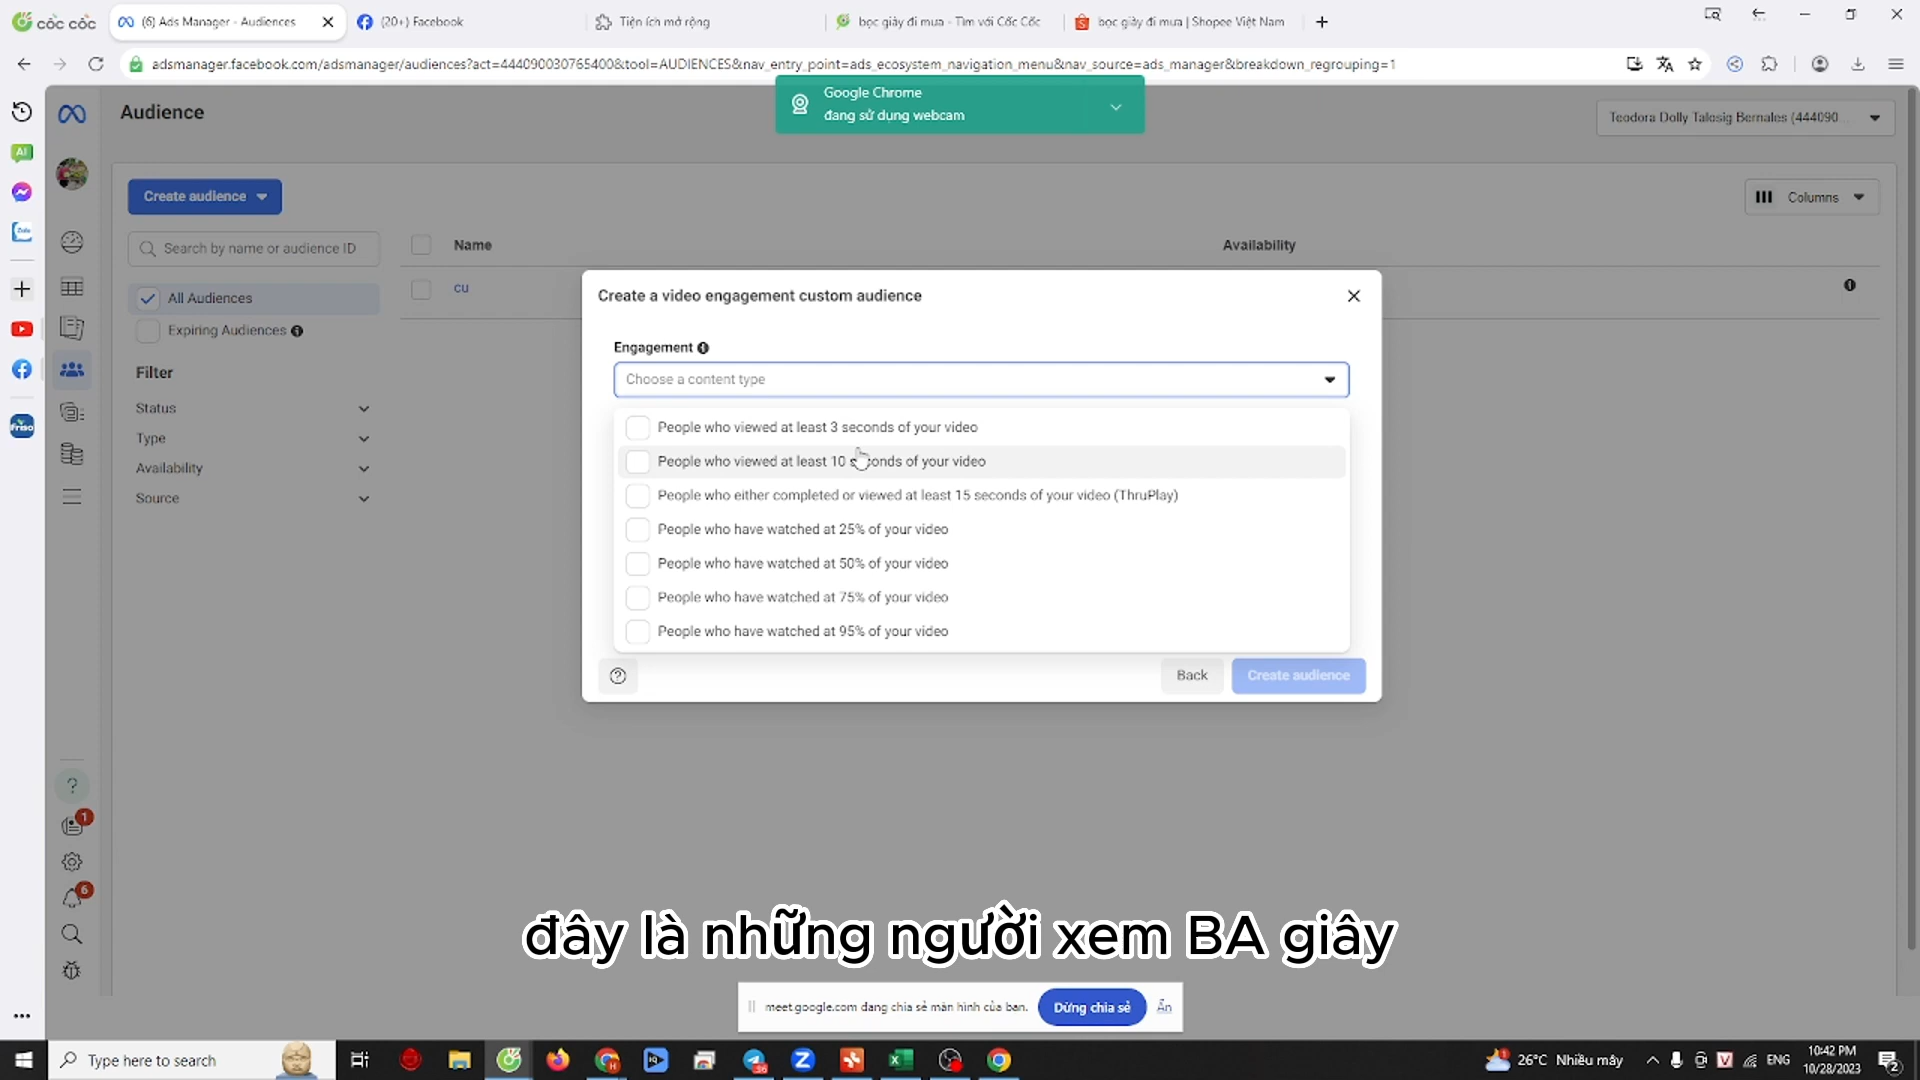 cốc cốc
(6) Ads Manager - Audiences
(20+) Facebook
Tiện ích mở rộng
bọc giày đi mưa - Tìm với Cốc Cốc
bọc giày đi mưa | Shopee Việt Nam
adsmanager.facebook.com/adsmanager/audiences?act=444090030765400&tool=AUDIENCES&nav_entry_point=ads_ecosystem_navigation_menu&nav_source=ads_manager&breakdown_regrouping=1
Google Chrome
đang sử dụng webcam
Audience
Teodora Dolly Talosig Bernales (444090...
Create audience
Columns
Search by name or audience ID
Name
Availability
All Audiences
cu
Expiring Audiences
Filter
Status
Type
Availability
Source
Create a video engagement custom audience
Engagement
Choose a content type
People who viewed at least 3 seconds of your video
People who viewed at least 10 seconds of your video
People who either completed or viewed at least 15 seconds of your video (ThruPlay)
People who have watched at 25% of your video
People who have watched at 50% of your video
People who have watched at 75% of your video
People who have watched at 95% of your video
Back
Create audience
AI
Zalo
Friso
1
6
đây là những người xem BA giây
meet.google.com đang chia sẻ màn hình của bạn.
Dừng chia sẻ
Ẩn
Type here to search
36
26°C Nhiều mây
ENG
10:42 PM
10/28/2023
2